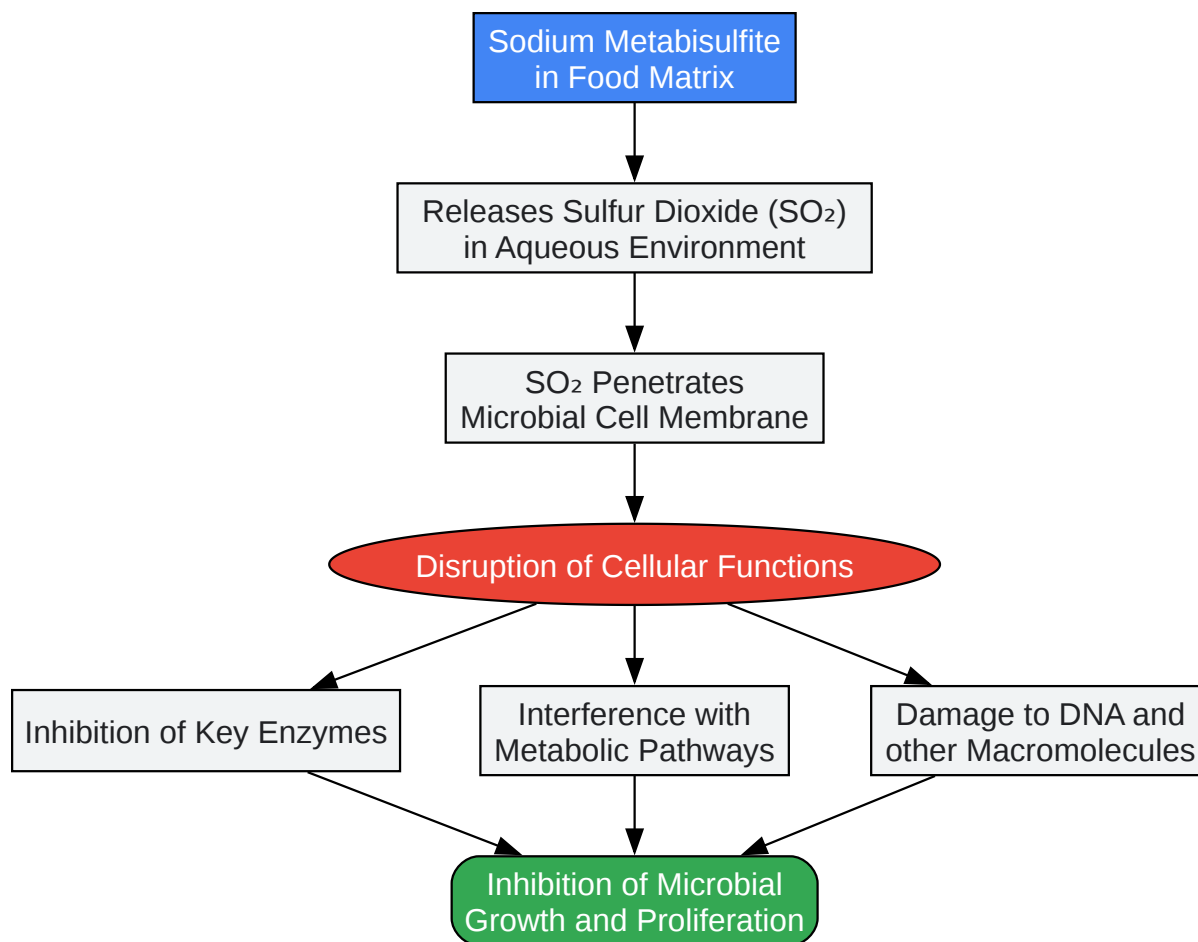 Sodium Metabisulfite
in Food Matrix
Releases Sulfur Dioxide (SO₂)
in Aqueous Environment
SO₂ Penetrates
Microbial Cell Membrane
Disruption of Cellular Functions
Inhibition of Key Enzymes
Interference with
Metabolic Pathways
Damage to DNA and
other Macromolecules
Inhibition of Microbial
Growth and Proliferation